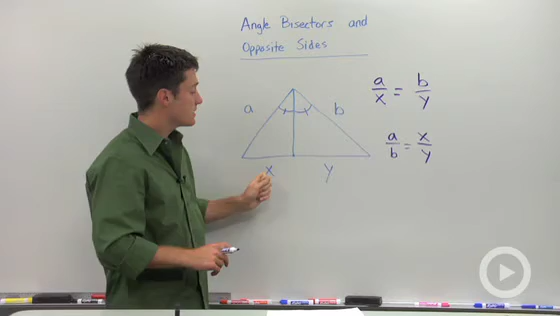 Angle Bisectors and
Opposite Sides
a b
x y
a/x = b/y
a/b = x/y